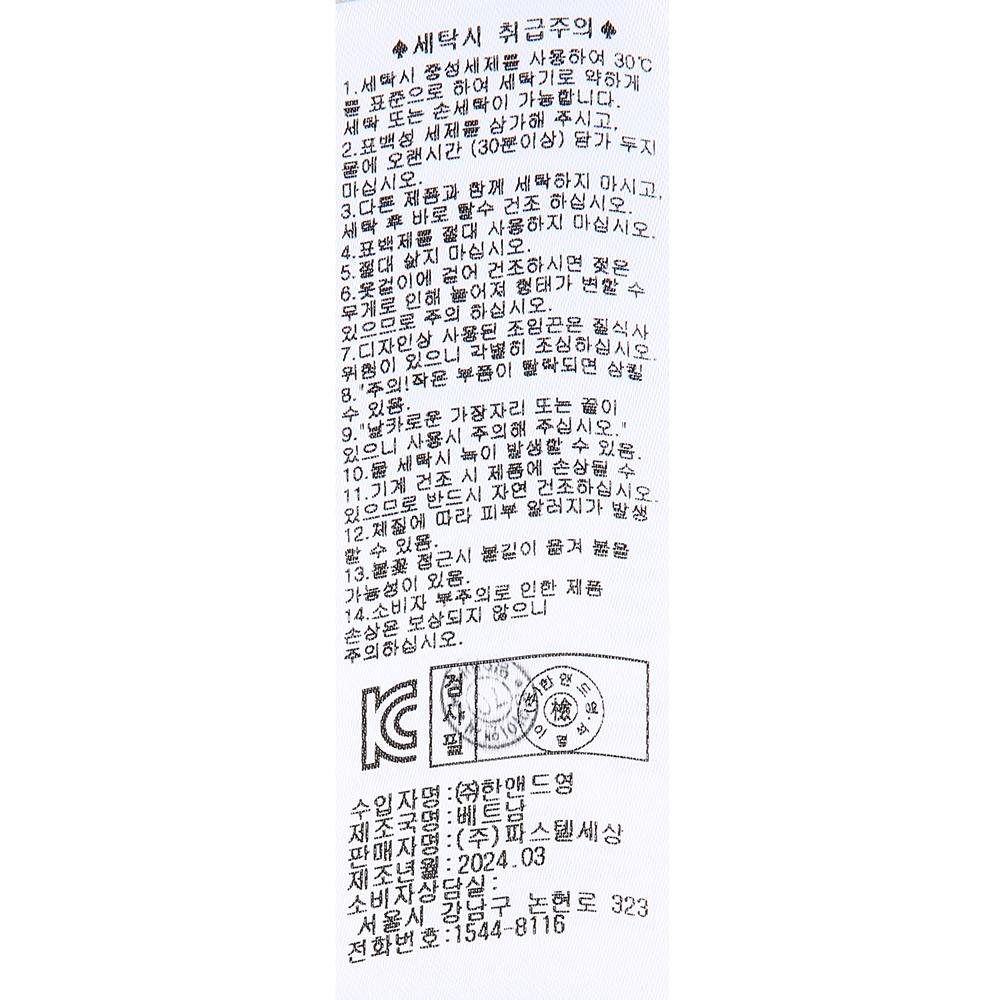 ♠세탁시 취급주의♠
1.세탁시 중성세제를 사용하여 30℃
를 표준으로 하여 세탁기로 약하게
세탁 또는 손세탁이 가능합니다.
2.표백성 세제를 삼가해 주시고,
물에 오랜시간 (30분이상) 담가 두지
마십시오.
3.다른 제품과 함께 세탁하지 마시고,
세탁 후 바로 탈수 건조 하십시오.
4.표백제를 절대 사용하지 마십시오.
5.절대 삶지 마십시오.
6.옷걸이에 걸어 건조하시면 젖은
무게로 인해 늘어져 형태가 변할 수
있으므로 주의 하십시오.
7.디자인상 사용된 조임끈은 질식사
위험이 있으니 각별히 조심하십시오.
8."주의!작은 부품이 탈락되면 삼킬
수 있음.
9."날카로운 가장자리 또는 끝이
있으니 사용시 주의해 주십시오."
10.물 세탁시 녹이 발생할 수 있음.
11.기계 건조 시 제품에 손상될 수
있으므로 반드시 자연 건조하십시오.
12.체질에 따라 피부 알러지가 발생
할 수 있음.
13.불꽃 접근시 불길이 옮겨 붙을
가능성이 있음.
14.소비자 부주의로 인한 제품
손상은 보상되지 않으니
주의하십시오.
KC
검사필
(주)한앤드영
檢
수입자명:(주)한앤드영
제조국명:베트남
판매자명:(주)파스텔세상
제조년월:2024.03
소비자상담실:
서울시 강남구 논현로 323
전화번호:1544-8116